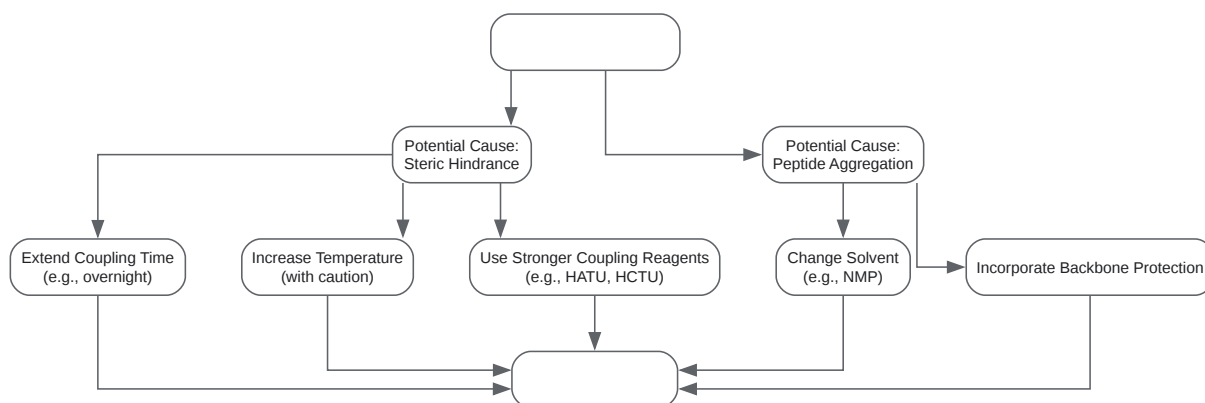 Potential Cause:
Steric Hindrance
Potential Cause:
Peptide Aggregation
Extend Coupling Time
(e.g., overnight)
Increase Temperature
(with caution)
Use Stronger Coupling Reagents
(e.g., HATU, HCTU)
Change Solvent
(e.g., NMP)
Incorporate Backbone Protection